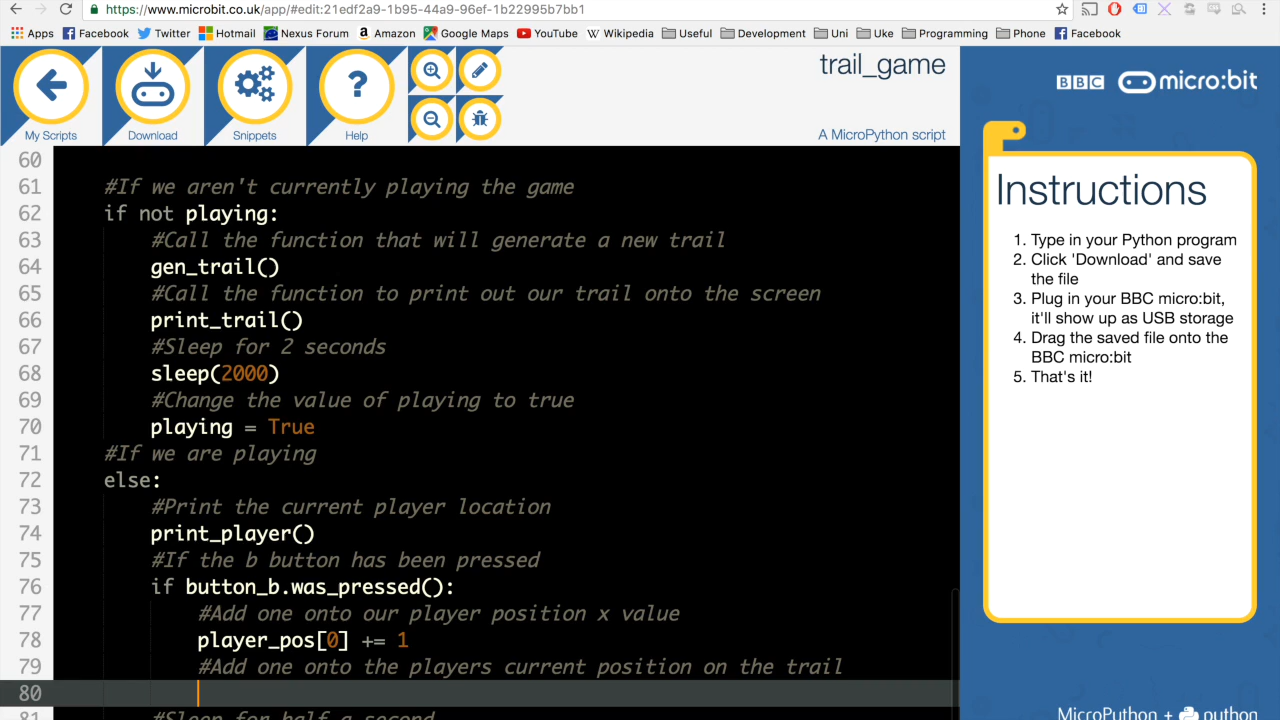 https://www.microbit.co.uk/app/#edit:21edf2a9-1b95-44a9-96ef-1b22995b7bb1
Apps Facebook Twitter Hotmail Nexus Forum Amazon Google Maps YouTube Wikipedia Useful Development Uni Uke Programming Phone Facebook
My Scripts Download Snippets Help
trail_game
A MicroPython script
BBC micro:bit
60
61 #If we aren't currently playing the game
62 if not playing:
63 #Call the function that will generate a new trail
64 gen_trail()
65 #Call the function to print out our trail onto the screen
66 print_trail()
67 #Sleep for 2 seconds
68 sleep(2000)
69 #Change the value of playing to true
70 playing = True
71 #If we are playing
72 else:
73 #Print the current player location
74 print_player()
75 #If the b button has been pressed
76 if button_b.was_pressed():
77 #Add one onto our player position x value
78 player_pos[0] += 1
79 #Add one onto the players current position on the trail
80
81 #Sleep for half a second
Instructions
1. Type in your Python program
2. Click 'Download' and save
the file
3. Plug in your BBC micro:bit,
it'll show up as USB storage
4. Drag the saved file onto the
BBC micro:bit
5. That's it!
MicroPython + python